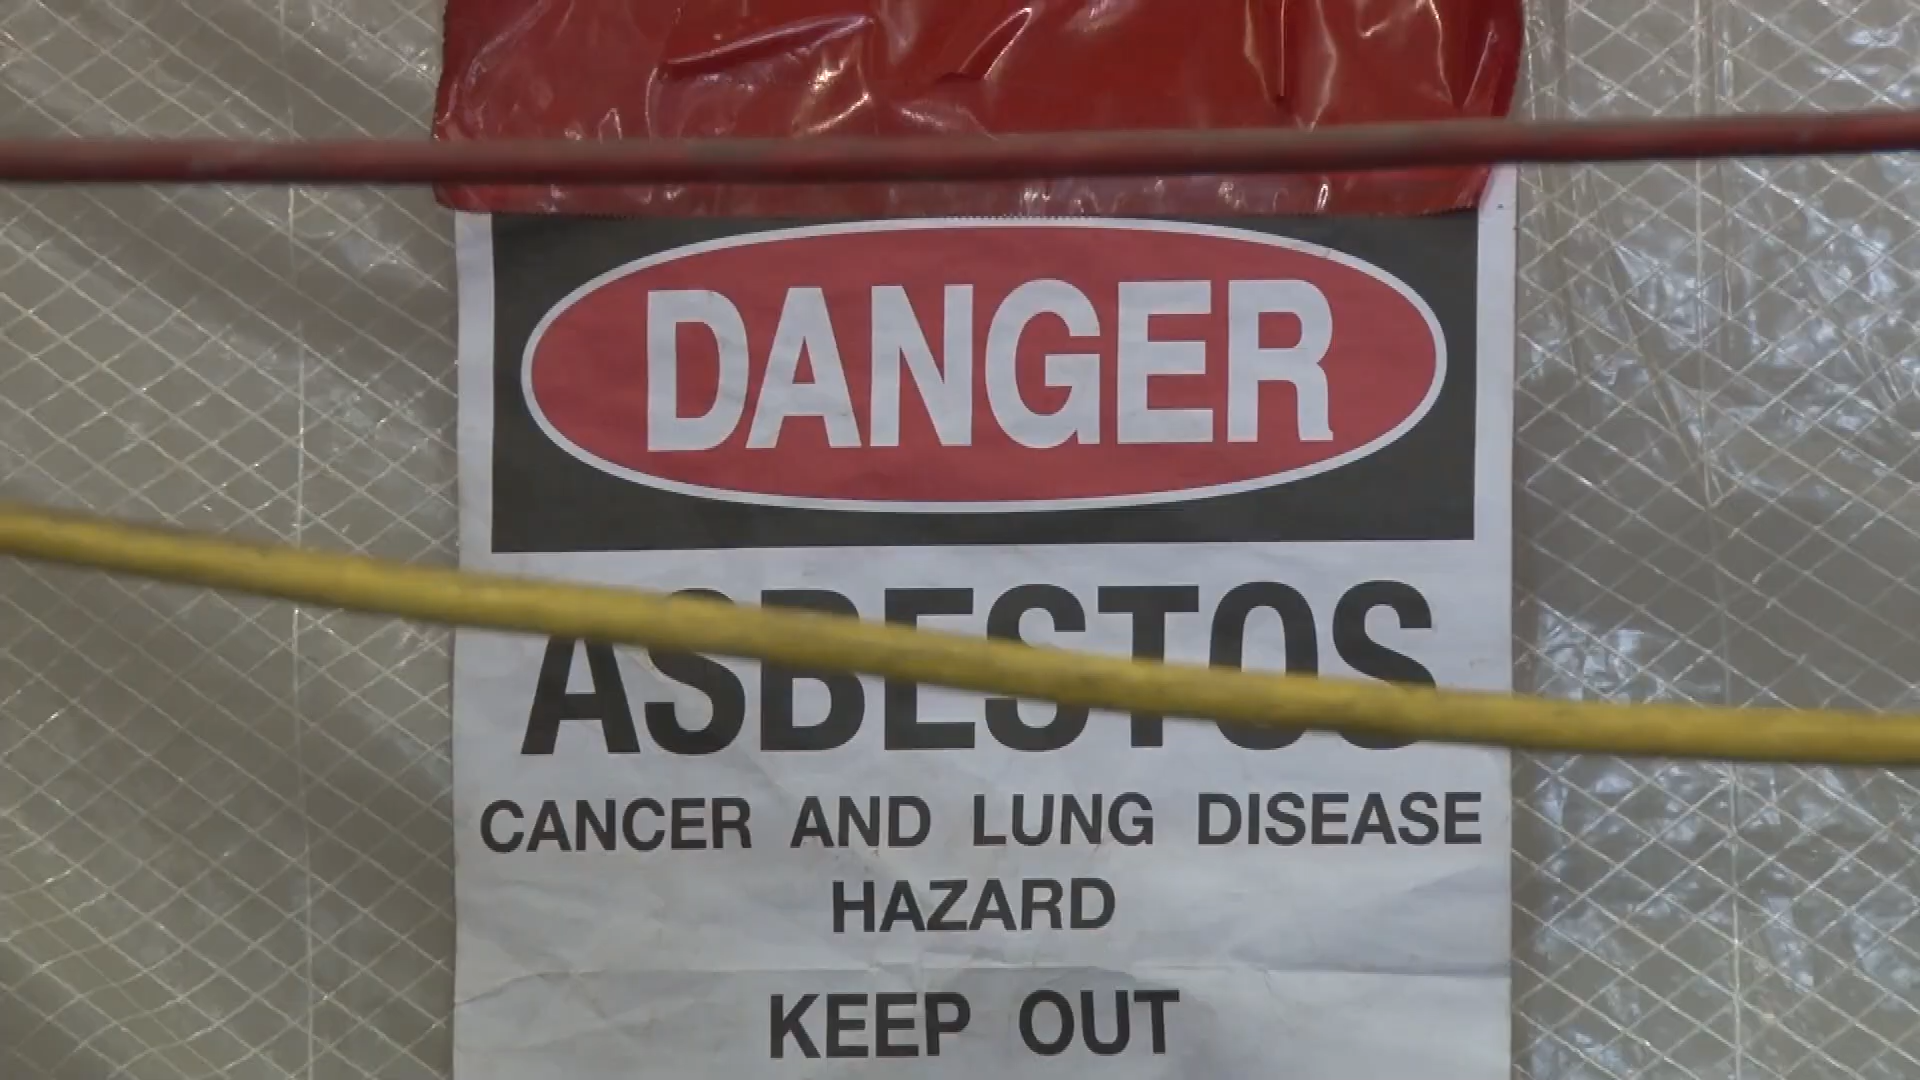 DANGER
ASBESTOS
CANCER AND LUNG DISEASE
HAZARD
KEEP OUT